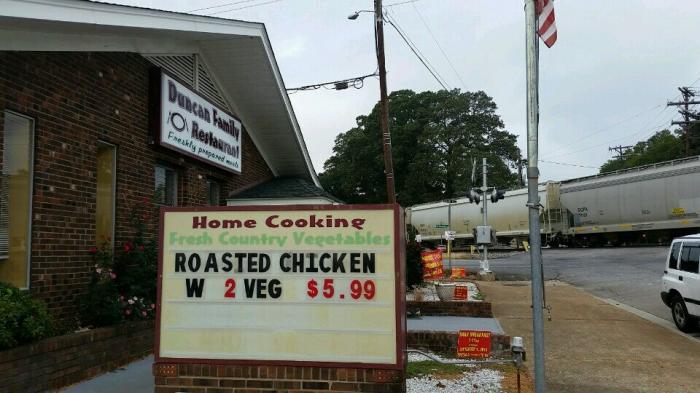 Duncan Family
Restaurant
Freshly prepared meals
Home Cooking
Fresh Country Vegetables
ROASTED CHICKEN
W 2 VEG $5.99